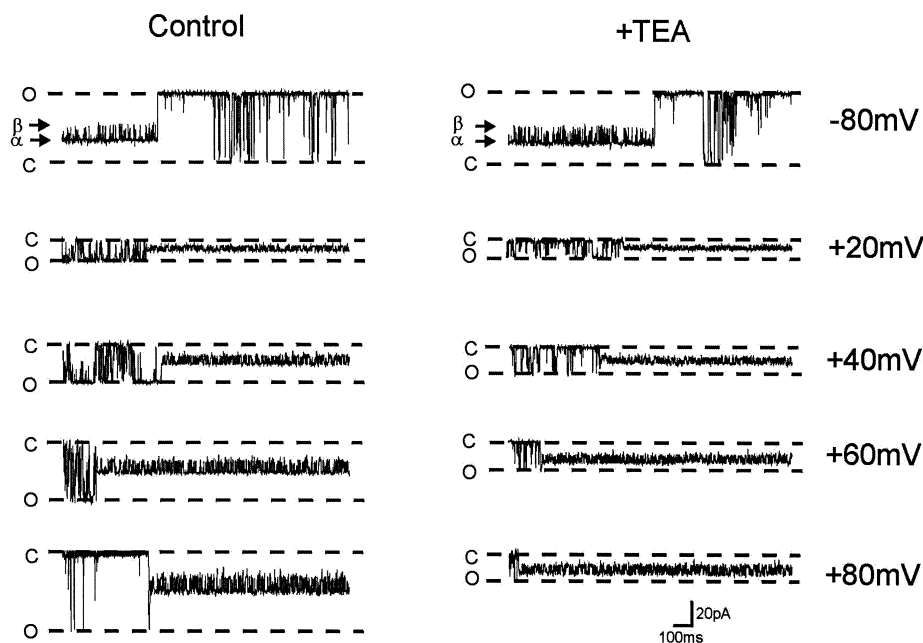 Control +TEA
O O -80mV
β β
α α
C C
C C +20mV
O O
C C +40mV
O O
C C +60mV
O O
C C +80mV
O O
20pA
100ms